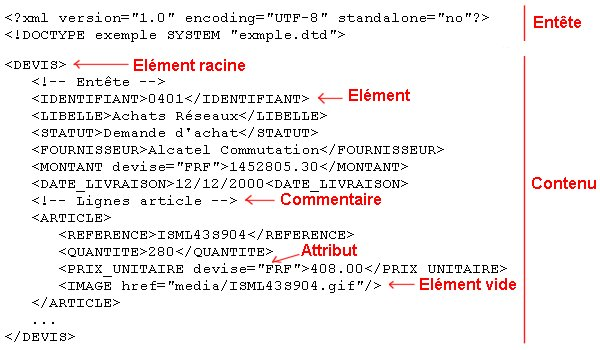 <?xml version="1.0" encoding="UTF-8" standalone="no"?>
<!DOCTYPE exemple SYSTEM "exmple.dtd">
Entête
<DEVIS> Elément racine
<!-- Entête -->
<IDENTIFIANT>0401</IDENTIFIANT> Elément
<LIBELLE>Achats Réseaux</LIBELLE>
<STATUT>Demande d'achat</STATUT>
<FOURNISSEUR>Alcatel Commutation</FOURNISSEUR>
<MONTANT devise="FRF">1452805.30</MONTANT>
<DATE_LIVRAISON>12/12/2000<DATE_LIVRAISON>
Contenu
<!-- Lignes article --> Commentaire
<ARTICLE>
<REFERENCE>ISML43S904</REFERENCE>
<QUANTITE>280</QUANTITE> Attribut
<PRIX_UNITAIRE devise="FRF">408.00</PRIX UNITAIRE>
<IMAGE href="media/ISML43S904.gif"/> Elément vide
</ARTICLE>
...
</DEVIS>